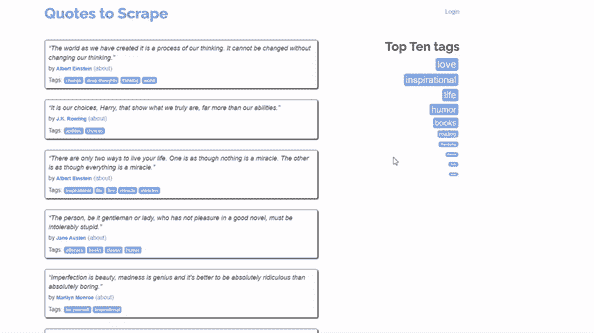 Quotes to Scrape
Login
“The world as we have created it is a process of our thinking. It cannot be changed without
changing our thinking.”
by Albert Einstein (about)
Tags change deep-thoughts thinking world
“It is our choices, Harry, that show what we truly are, far more than our abilities.”
by J.K. Rowling (about)
Tags abilities choices
“There are only two ways to live your life. One is as though nothing is a miracle. The other
is as though everything is a miracle.”
by Albert Einstein (about)
Tags inspirational life live miracle miracles
“The person, be it gentleman or lady, who has not pleasure in a good novel, must be
intolerably stupid.”
by Jane Austen (about)
Tags aliteracy books classic humor
“Imperfection is beauty, madness is genius and it's better to be absolutely ridiculous than
absolutely boring.”
by Marilyn Monroe (about)
Tags be-yourself inspirational
Top Ten tags
love
inspirational
life
humor
books
reading